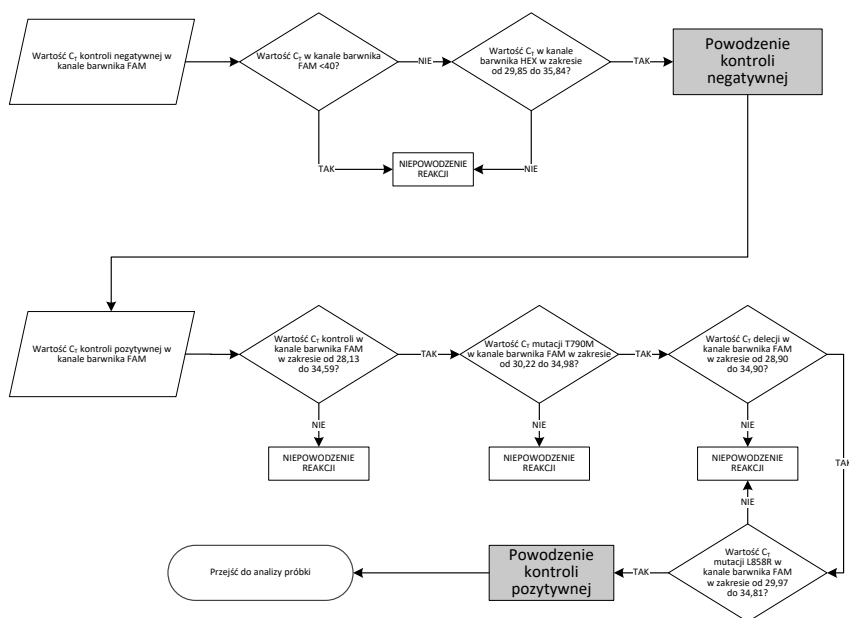 Wartość CT kontroli negatywnej w
kanale barwnika FAM
Wartość CT w kanale barwnika
FAM <40?
NIE
Wartość CT w kanale
barwnika HEX w zakresie
od 29,85 do 35,84?
TAK
Powodzenie
kontroli
negatywnej
TAK
NIEPOWODZENIE
REAKCJI
NIE
Wartość CT kontroli pozytywnej w
kanale barwnika FAM
Wartość CT kontroli w
kanale barwnika FAM
w zakresie od 28,13
do 34,59?
TAK
Wartość CT mutacji T790M
w kanale barwnika FAM w zakresie
od 30,22 do 34,98?
TAK
Wartość CT delecji w
kanale barwnika FAM
w zakresie od 28,90
do 34,90?
NIE
NIE
NIE
NIEPOWODZENIE
REAKCJI
NIEPOWODZENIE
REAKCJI
NIEPOWODZENIE
REAKCJI
TAK
NIE
Wartość CT
mutacji L858R w
kanale barwnika FAM
w zakresie od 29,97
do 34,81?
TAK
Powodzenie
kontroli
pozytywnej
Przejść do analizy próbki